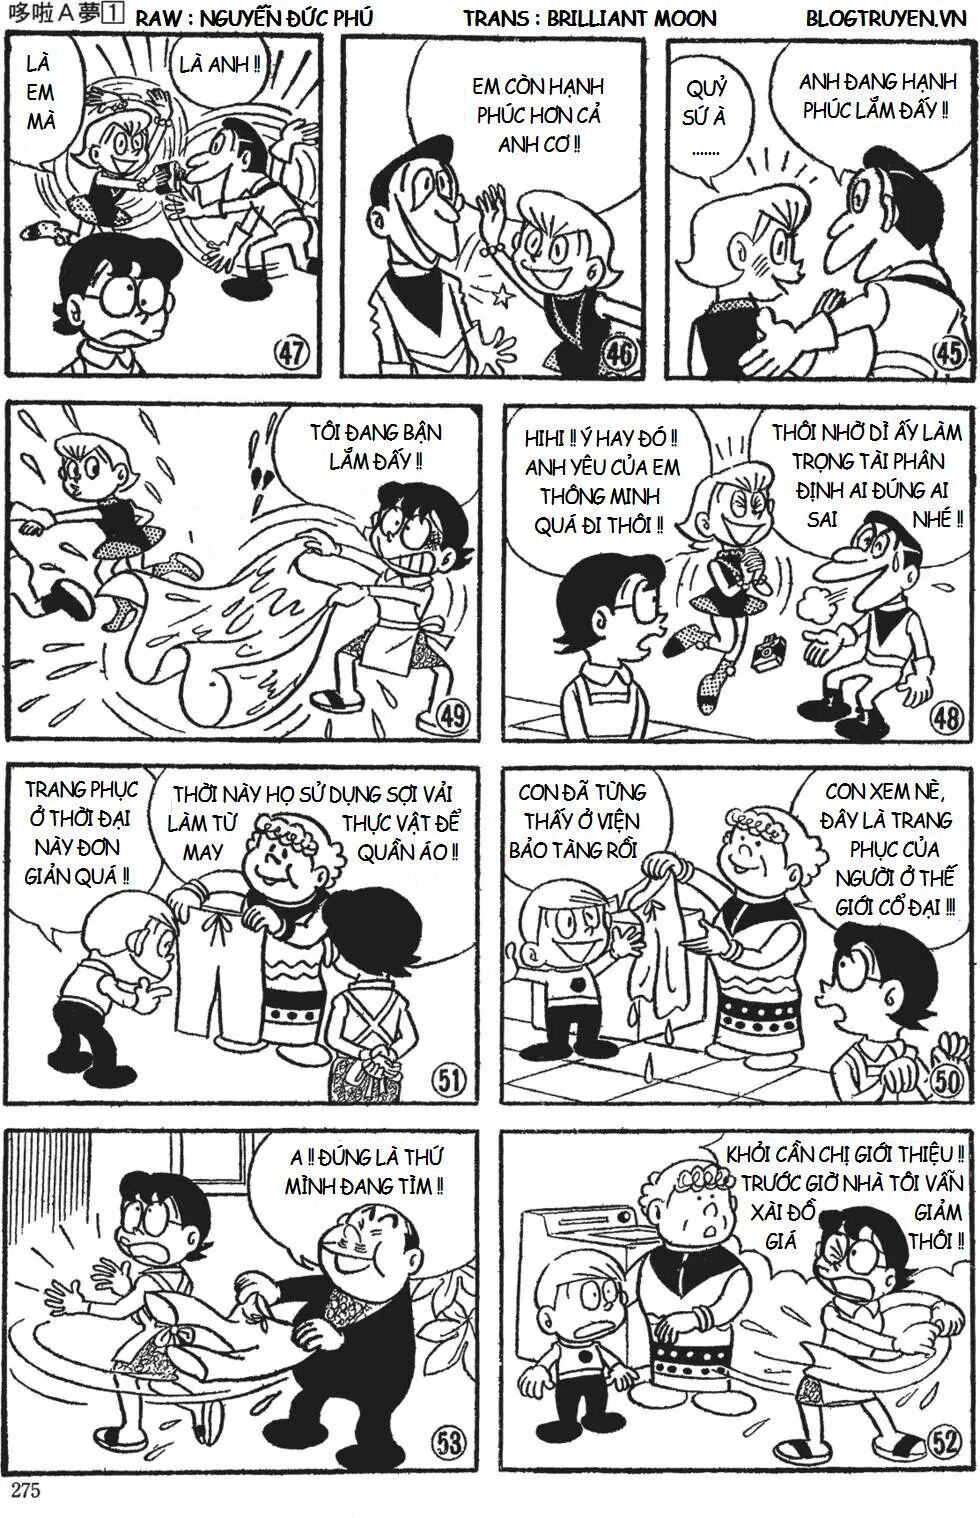 哆啦A夢1
RAW : NGUYỄN ĐỨC PHÚ
TRANS : BRILLIANT MOON
BLOGTRUYEN.VN
ANH ĐANG HẠNH
PHÚC LẮM ĐẤY !!
QUỶ
SỨ À
.......
45
EM CÒN HẠNH
PHÚC HƠN CẢ
ANH CƠ !!
46
LÀ ANH !!
LÀ
EM
MÀ
47
THÔI NHỜ DÌ ẤY LÀM
TRỌNG TÀI PHÂN
ĐỊNH AI ĐÚNG AI
SAI NHÉ !!
HIHI !! Ý HAY ĐÓ !!
ANH YÊU CỦA EM
THÔNG MINH
QUÁ ĐI THÔI !!
48
TÔI ĐANG BẬN
LẮM ĐẤY !!
49
CON XEM NÈ,
ĐÂY LÀ TRANG
PHỤC CỦA
NGƯỜI Ở THẾ
GIỚI CỔ ĐẠI !!!
CON ĐÃ TỪNG
THẤY Ở VIỆN
BẢO TÀNG RỒI
50
THỜI NÀY HỌ SỬ DỤNG SỢI VẢI
LÀM TỪ THỰC VẬT ĐỂ
MAY QUẦN ÁO !!
TRANG PHỤC
Ở THỜI ĐẠI
NÀY ĐƠN
GIẢN QUÁ !!
51
KHỎI CẦN CHỊ GIỚI THIỆU !!
TRƯỚC GIỜ NHÀ TÔI VẪN
XÀI ĐỒ GIẢM
GIÁ THÔI !!
52
A !! ĐÚNG LÀ THỨ
MÌNH ĐANG TÌM !!
53
275